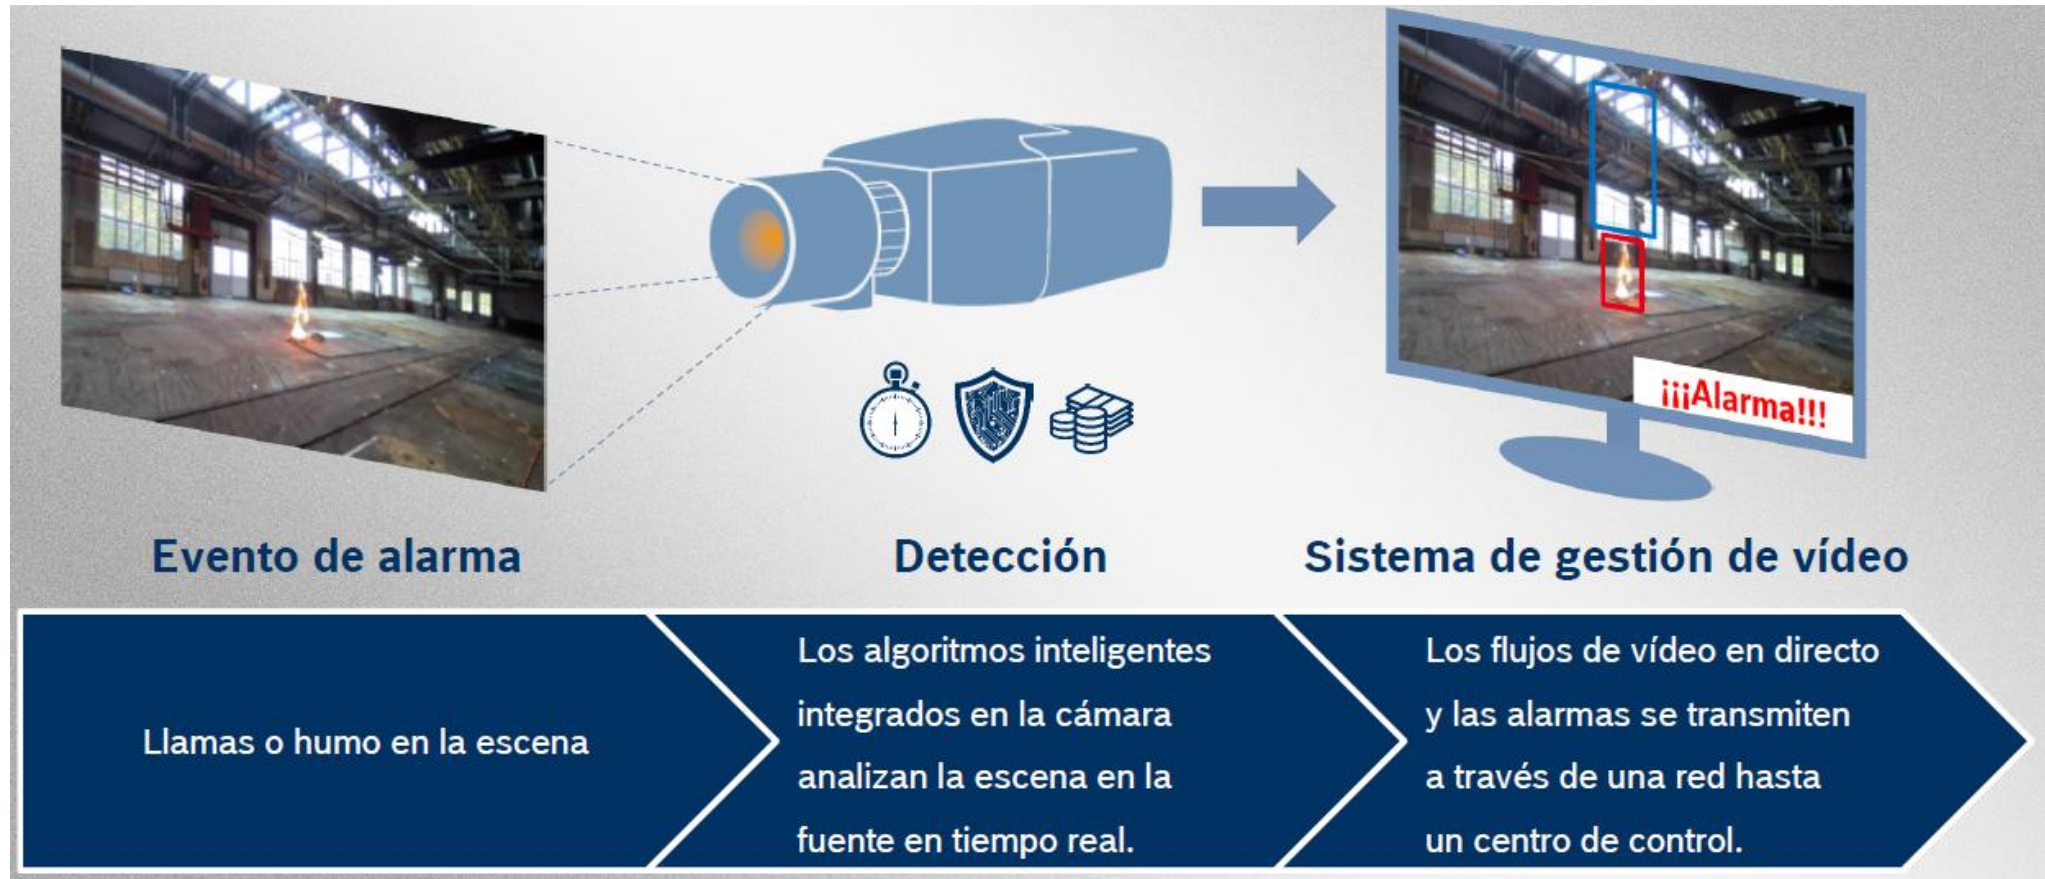 ¡¡¡Alarma!!!
Evento de alarma
Detección
Sistema de gestión de vídeo
Llamas o humo en la escena
Los algoritmos inteligentes
integrados en la cámara
analizan la escena en la
fuente en tiempo real.
Los flujos de vídeo en directo
y las alarmas se transmiten
a través de una red hasta
un centro de control.